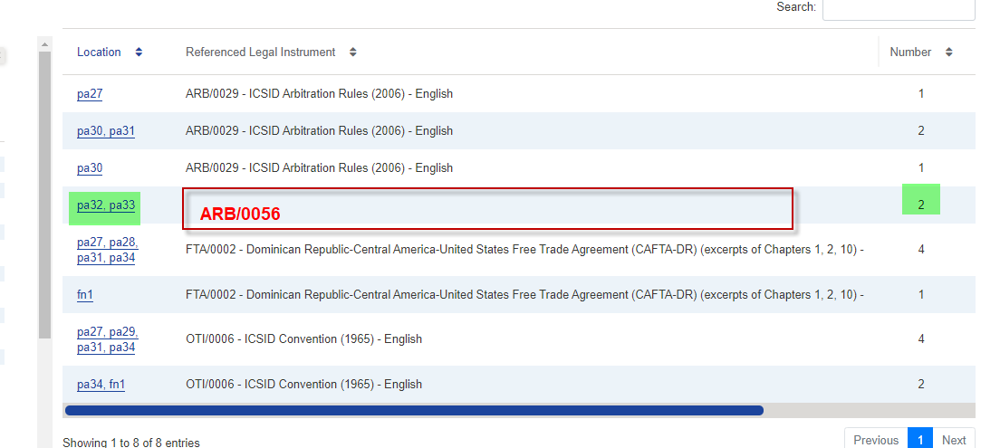 Search:
Location Referenced Legal Instrument Number
pa27 ARB/0029 - ICSID Arbitration Rules (2006) - English 1
pa30, pa31 ARB/0029 - ICSID Arbitration Rules (2006) - English 2
pa30 ARB/0029 - ICSID Arbitration Rules (2006) - English 1
pa32, pa33 ARB/0056 2
pa27, pa28,
pa31, pa34 FTA/0002 - Dominican Republic-Central America-United States Free Trade Agreement (CAFTA-DR) (excerpts of Chapters 1, 2, 10) - 4
fn1 FTA/0002 - Dominican Republic-Central America-United States Free Trade Agreement (CAFTA-DR) (excerpts of Chapters 1, 2, 10) - 1
pa27, pa29,
pa31, pa34 OTI/0006 - ICSID Convention (1965) - English 4
pa34, fn1 OTI/0006 - ICSID Convention (1965) - English 2
Showing 1 to 8 of 8 entries Previous 1 Next